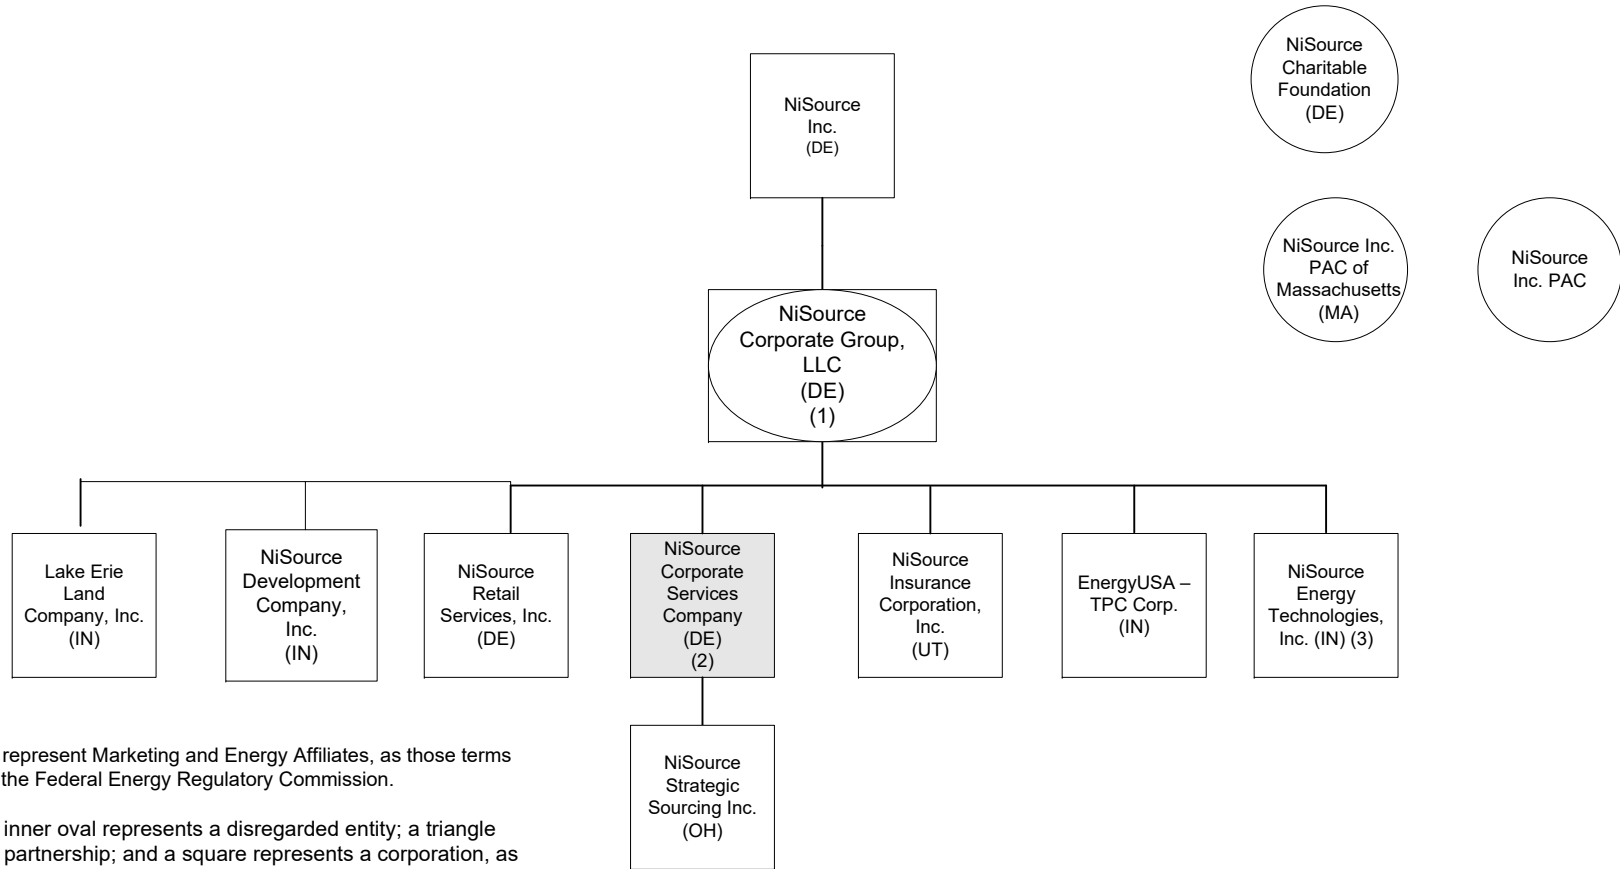 NiSource
Charitable
Foundation
(DE)
NiSource
Inc.
(DE)
NiSource Inc.
PAC of
Massachusetts
(MA)
NiSource
Inc. PAC
NiSource
Corporate Group,
LLC
(DE)
(1)
Lake Erie
Land
Company, Inc.
(IN)
NiSource
Development
Company,
Inc.
(IN)
NiSource
Retail
Services, Inc.
(DE)
NiSource
Corporate
Services
Company
(DE)
(2)
NiSource
Insurance
Corporation,
Inc.
(UT)
EnergyUSA –
TPC Corp.
(IN)
NiSource
Energy
Technologies,
Inc. (IN) (3)
NiSource
Strategic
Sourcing Inc.
(OH)
represent Marketing and Energy Affiliates, as those terms
the Federal Energy Regulatory Commission.
inner oval represents a disregarded entity; a triangle
partnership; and a square represents a corporation, as